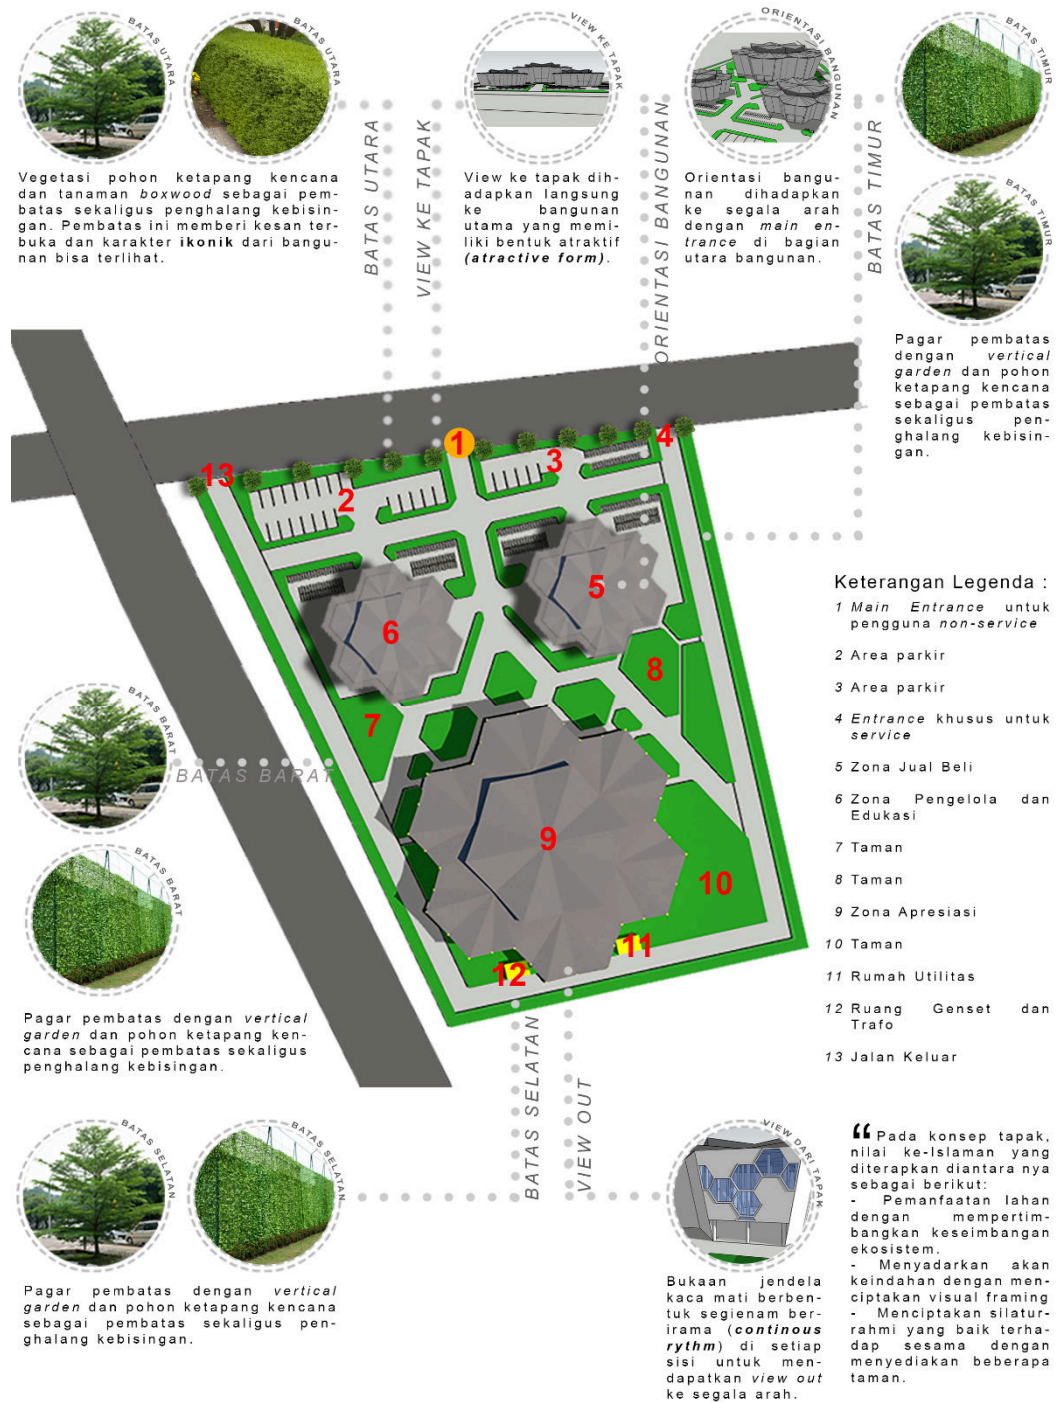 BATAS UTARA
BATAS UTARA
VIEW KE TAPAK
ORIENTASI BANGUNAN
BATAS TIMUR
Vegetasi pohon ketapang kencana
dan tanaman boxwood sebagai pem-
batas sekaligus penghalang kebisin-
gan. Pembatas ini memberi kesan ter-
buka dan karakter ikonik dari bangu-
nan bisa terlihat.
BATAS UTARA
VIEW KE TAPAK
View ke tapak dih-
adapkan langsung
ke bangunan
utama yang memi-
liki bentuk atraktif
(atractive form).
ORIENTASI BANGUNAN
Orientasi bangu-
nan dihadapkan
ke segala arah
dengan main en-
trance di bagian
utara bangunan.
BATAS TIMUR
BATAS TIMUR
Pagar pembatas
dengan vertical
garden dan pohon
ketapang kencana
sebagai pembatas
sekaligus pen-
ghalang kebisin-
gan.
1
2
3
4
5
6
7
8
9
10
11
12
13
Keterangan Legenda :
1 Main Entrance untuk
pengguna non-service
2 Area parkir
3 Area parkir
4 Entrance khusus untuk
service
5 Zona Jual Beli
6 Zona Pengelola dan
Edukasi
7 Taman
8 Taman
9 Zona Apresiasi
10 Taman
11 Rumah Utilitas
12 Ruang Genset dan
Trafo
13 Jalan Keluar
BATAS BARAT
BATAS BARAT
BATAS BARAT
Pagar pembatas dengan vertical
garden dan pohon ketapang ken-
cana sebagai pembatas sekaligus
penghalang kebisingan.
BATAS SELATAN
VIEW OUT
BATAS SELATAN
BATAS SELATAN
Pagar pembatas dengan vertical
garden dan pohon ketapang kencana
sebagai pembatas sekaligus pen-
ghalang kebisingan.
VIEW DARI TAPAK
Bukaan jendela
kaca mati berben-
tuk segienam ber-
irama (continous
rythm) di setiap
sisi untuk men-
dapatkan view out
ke segala arah.
“ Pada konsep tapak,
nilai ke-Islaman yang
diterapkan diantara nya
sebagai berikut:
- Pemanfaatan lahan
dengan mempertim-
bangkan keseimbangan
ekosistem.
- Menyadarkan akan
keindahan dengan men-
ciptakan visual framing
- Menciptakan silatur-
rahmi yang baik terha-
dap sesama dengan
menyediakan beberapa
taman.